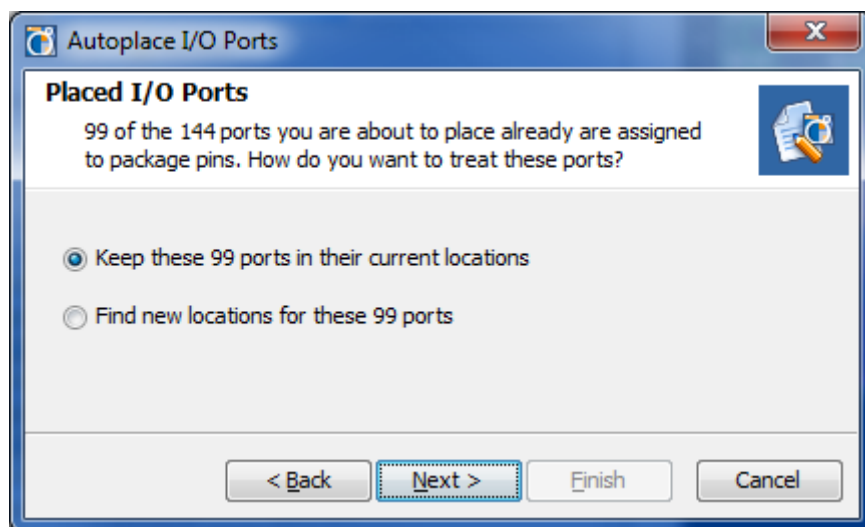 Autoplace I/O Ports
Placed I/O Ports
99 of the 144 ports you are about to place already are assigned
to package pins. How do you want to treat these ports?
Keep these 99 ports in their current locations
Find new locations for these 99 ports
< Back Next > Finish Cancel